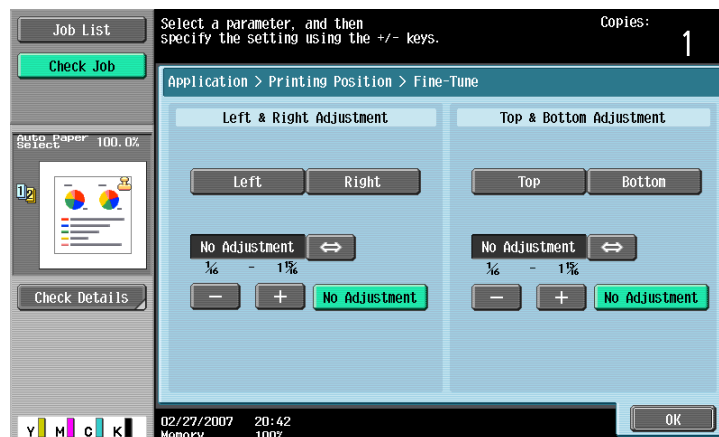 Job List
Check Job
Select a parameter, and then
specify the setting using the +/- keys.
Copies:
1
Application > Printing Position > Fine-Tune
Auto Paper
Select 100.0%
1 2
Check Details
Left & Right Adjustment
Left Right
No Adjustment ⇔
1/16 - 1 15/16
- + No Adjustment
Top & Bottom Adjustment
Top Bottom
No Adjustment ⇔
1/16 - 1 15/16
- + No Adjustment
Y M C K
02/27/2007 20:42
Memory 100%
OK